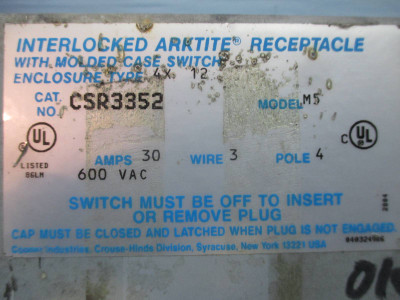 INTERLOCKED ARKTITE® RECEPTACLE
WITH MOLDED CASE SWITCH
ENCLOSURE TYPE 4X 12
CAT. NO. CSR3352 MODEL M5
UL
LISTED
86LM
C UL
AMPS 30 WIRE 3 POLE 4
600 VAC
SWITCH MUST BE OFF TO INSERT
OR REMOVE PLUG
CAP MUST BE CLOSED AND LATCHED WHEN PLUG IS NOT ENGAGED.
Cooper Industries, Crouse-Hinds Division, Syracuse, New York 13221 USA